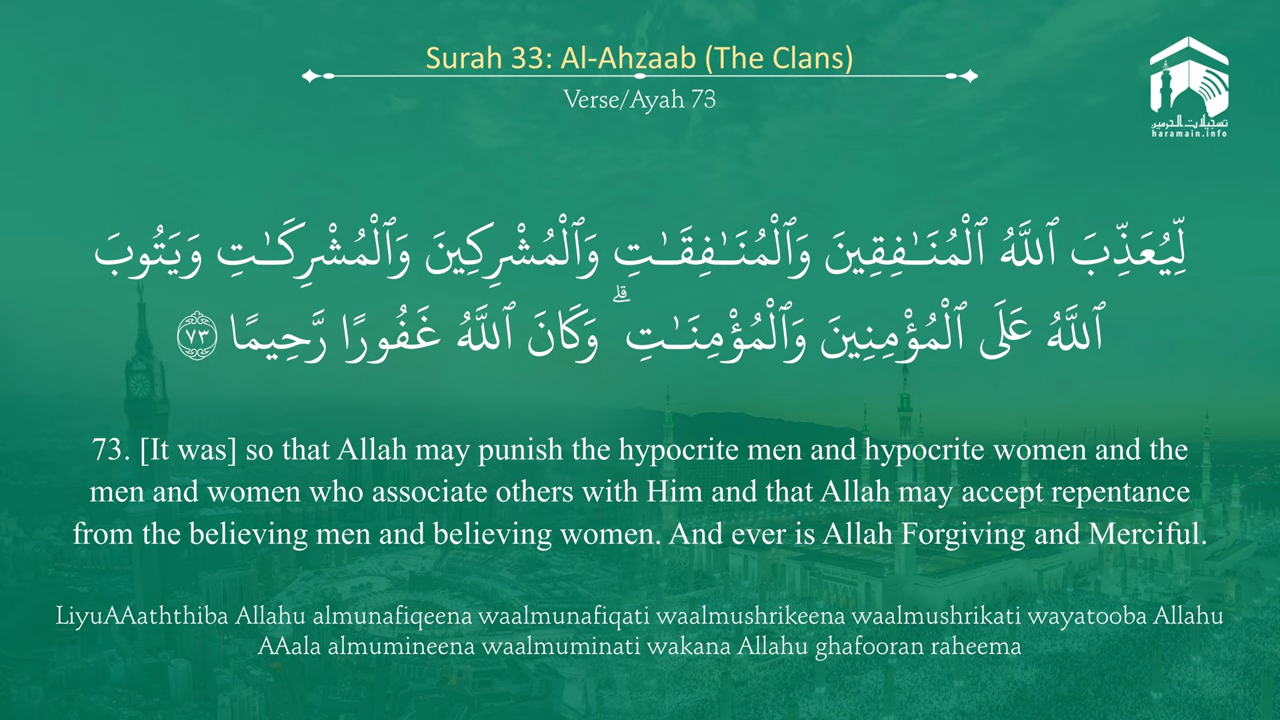 Surah 33: Al-Ahzaab (The Clans)
Verse/Ayah 73
تسجيلات الحرمين
haramain.info
لِّيُعَذِّبَ ٱللَّهُ ٱلْمُنَـٰفِقِينَ وَٱلْمُنَـٰفِقَـٰتِ وَٱلْمُشْرِكِينَ وَٱلْمُشْرِكَـٰتِ وَيَتُوبَ
ٱللَّهُ عَلَى ٱلْمُؤْمِنِينَ وَٱلْمُؤْمِنَـٰتِ ۗ وَكَانَ ٱللَّهُ غَفُورًا رَّحِيمًا ٧٣
73. [It was] so that Allah may punish the hypocrite men and hypocrite women and the
men and women who associate others with Him and that Allah may accept repentance
from the believing men and believing women. And ever is Allah Forgiving and Merciful.
LiyuAAaththiba Allahu almunafiqeena waalmunafiqati waalmushrikeena waalmushrikati wayatooba Allahu
AAala almumineena waalmuminati wakana Allahu ghafooran raheema